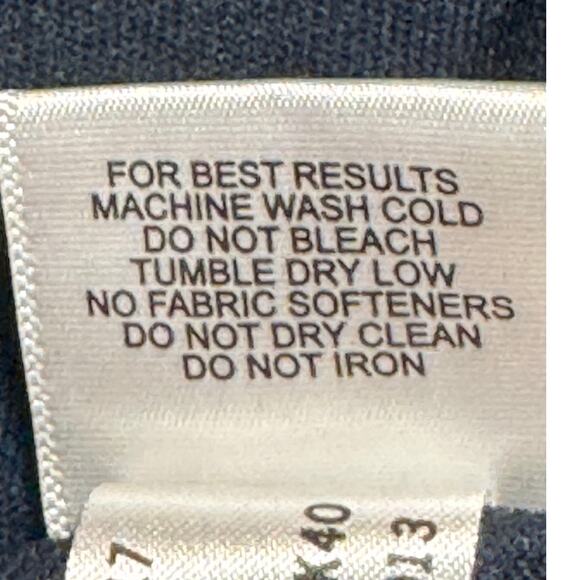 FOR BEST RESULTS
MACHINE WASH COLD
DO NOT BLEACH
TUMBLE DRY LOW
NO FABRIC SOFTENERS
DO NOT DRY CLEAN
DO NOT IRON